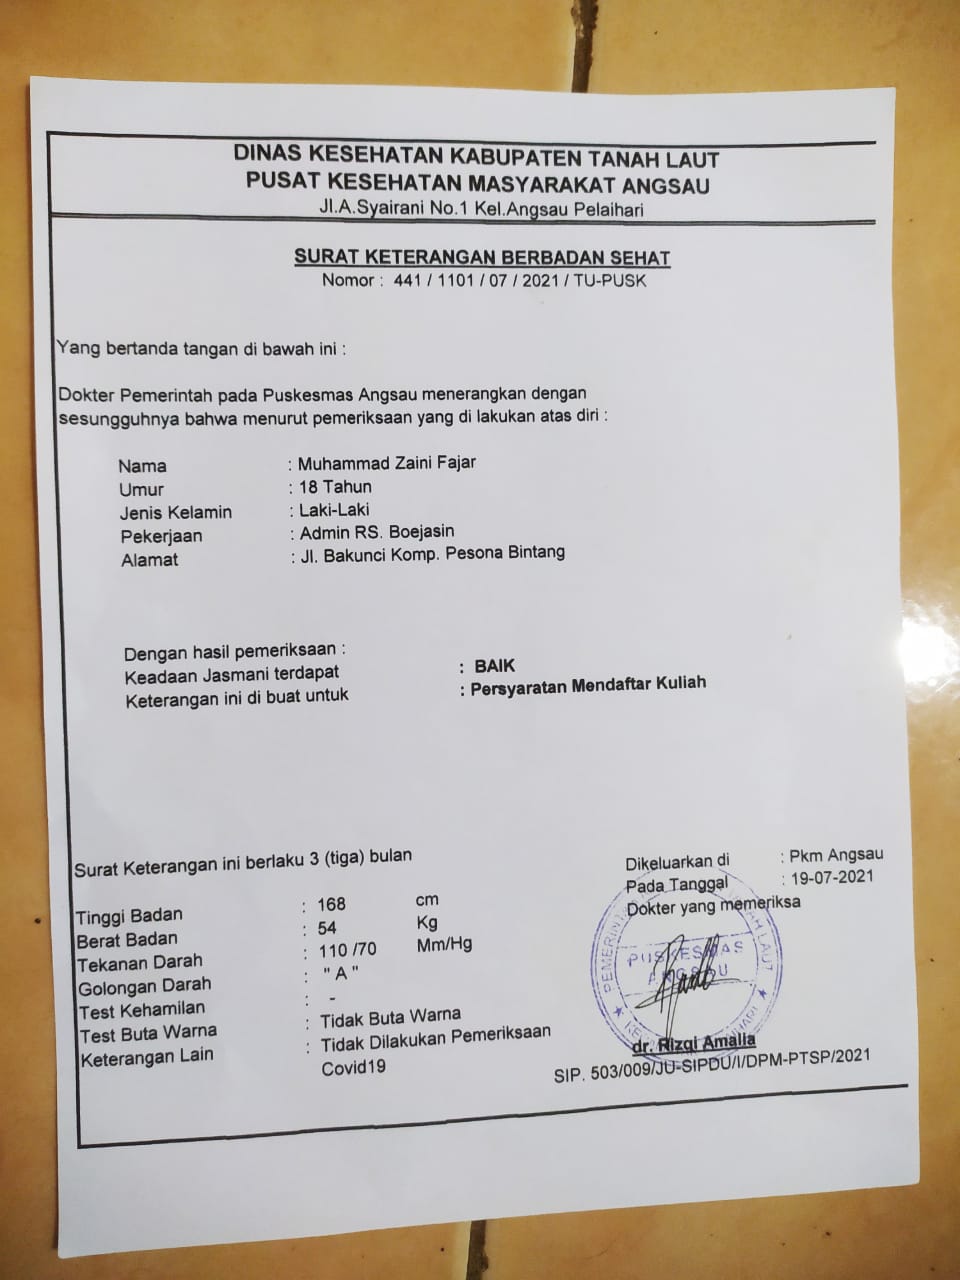 DINAS KESEHATAN KABUPATEN TANAH LAUT
PUSAT KESEHATAN MASYARAKAT ANGSAU
Jl.A.Syairani No.1 Kel.Angsau Pelaihari
SURAT KETERANGAN BERBADAN SEHAT
Nomor : 441 / 1101 / 07 / 2021 / TU-PUSK
Yang bertanda tangan di bawah ini :
Dokter Pemerintah pada Puskesmas Angsau menerangkan dengan
sesungguhnya bahwa menurut pemeriksaan yang di lakukan atas diri :
Nama : Muhammad Zaini Fajar
Umur : 18 Tahun
Jenis Kelamin : Laki-Laki
Pekerjaan : Admin RS. Boejasin
Alamat : Jl. Bakunci Komp. Pesona Bintang
Dengan hasil pemeriksaan :
Keadaan Jasmani terdapat : BAIK
Keterangan ini di buat untuk : Persyaratan Mendaftar Kuliah
Surat Keterangan ini berlaku 3 (tiga) bulan
Tinggi Badan : 168 cm
Berat Badan : 54 Kg
Tekanan Darah : 110 /70 Mm/Hg
Golongan Darah : " A "
Test Kehamilan : -
Test Buta Warna : Tidak Buta Warna
Keterangan Lain : Tidak Dilakukan Pemeriksaan
Covid19
Dikeluarkan di : Pkm Angsau
Pada Tanggal : 19-07-2021
Dokter yang memeriksa
PUSKESMAS
ANGSAU
dr. Rizqi Amalia
SIP. 503/009/JU-SIPDU/I/DPM-PTSP/2021